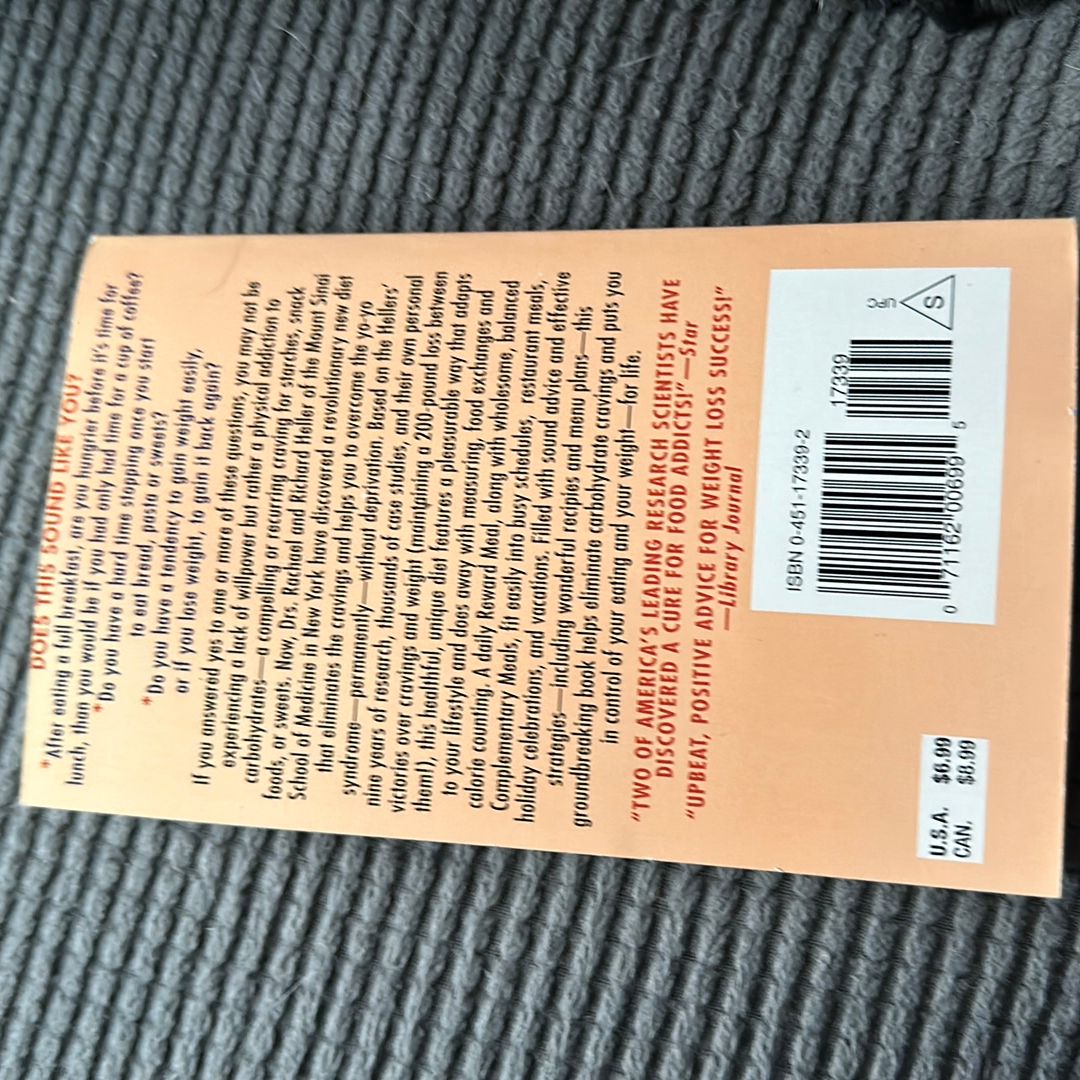 DOES THIS SOUND LIKE YOU?
*After eating a full breakfast, are you hungrier before it's time for
lunch, than you would be if you had only had time for a cup of coffee?
*Do you have a hard time stopping once you start
to eat bread, pasta or sweets?
*Do you have a tendency to gain weight easily,
or if you lose weight, to gain it back again?
If you answered yes to one or more of these questions, you may not be
experiencing a lack of willpower but rather a physical addiction to
carbohydrates—a compelling or recurring craving for starches, snack
foods, or sweets. Now, Drs. Rachael and Richard Heller of the Mount Sinai
School of Medicine in New York have discovered a revolutionary new diet
that eliminates the cravings and helps you to overcome the yo-yo
syndrome—permanently—without deprivation. Based on the Hellers'
nine years of research, thousands of case studies, and their own personal
victories over cravings and weight (maintaining a 200-pound loss between
them!), this healthful, unique diet features a pleasurable way that adapts
to your lifestyle and does away with measuring, food exchanges and
calorie counting. A daily Reward Meal, along with wholesome, balanced
Complementary Meals, fit easily into busy schedules, restaurant meals,
holiday celebrations, and vacations. Filled with sound advice and effective
strategies—including wonderful recipies and menu plans—this
groundbreaking book helps eliminate carbohydrate cravings and puts you
in control of your eating and your weight—for life.
"TWO OF AMERICA'S LEADING RESEARCH SCIENTISTS HAVE
DISCOVERED A CURE FOR FOOD ADDICTS!"—Star
"UPBEAT, POSITIVE ADVICE FOR WEIGHT LOSS SUCCESS!"
—Library Journal
ISBN 0-451-17339-2
17339
0 71162 00699 5
UPC
S
U.S.A. $6.99
CAN. $8.99